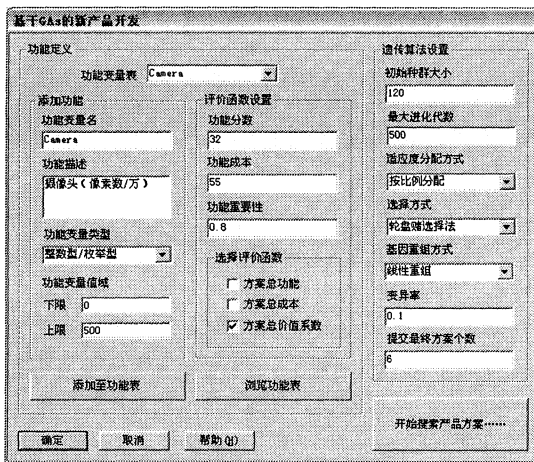 基于GAs的新产品开发
功能定义
功能变量表 Camera
添加功能
功能变量名
Camera
功能描述
摄像头(像素数/万)
功能变量类型
整数型/枚举型
功能变量值域
下限 0
上限 500
评价函数设置
功能分数
32
功能成本
55
功能重要性
0.8
选择评价函数
方案总功能
方案总成本
方案总价值系数
添加至功能表
浏览功能表
确定
取消
帮助(H)
遗传算法设置
初始种群大小
120
最大进化代数
500
适应度分配方式
按比例分配
选择方式
轮盘赌选择法
基因重组方式
线性重组
变异率
0.1
提交最终方案个数
6
开始搜索产品方案……